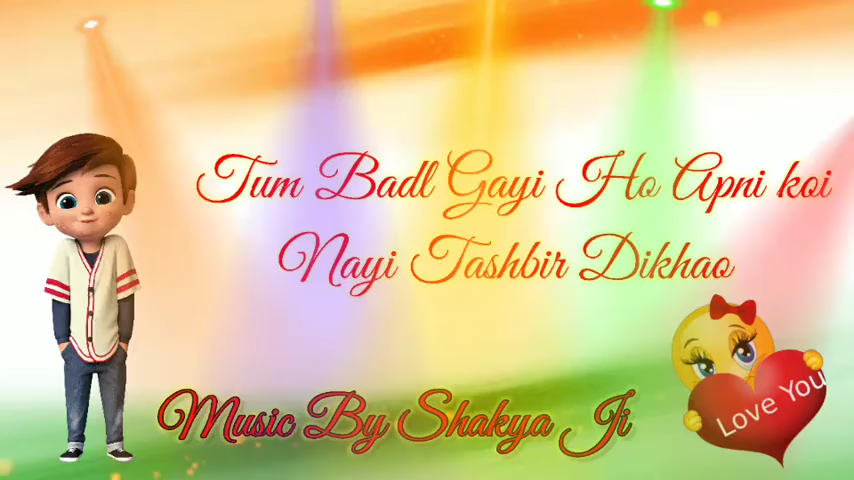 Tum Badl Gayi Ho Apni koi
Nayi Tashbir Dikhao
Love You
Music By Shakya Ji